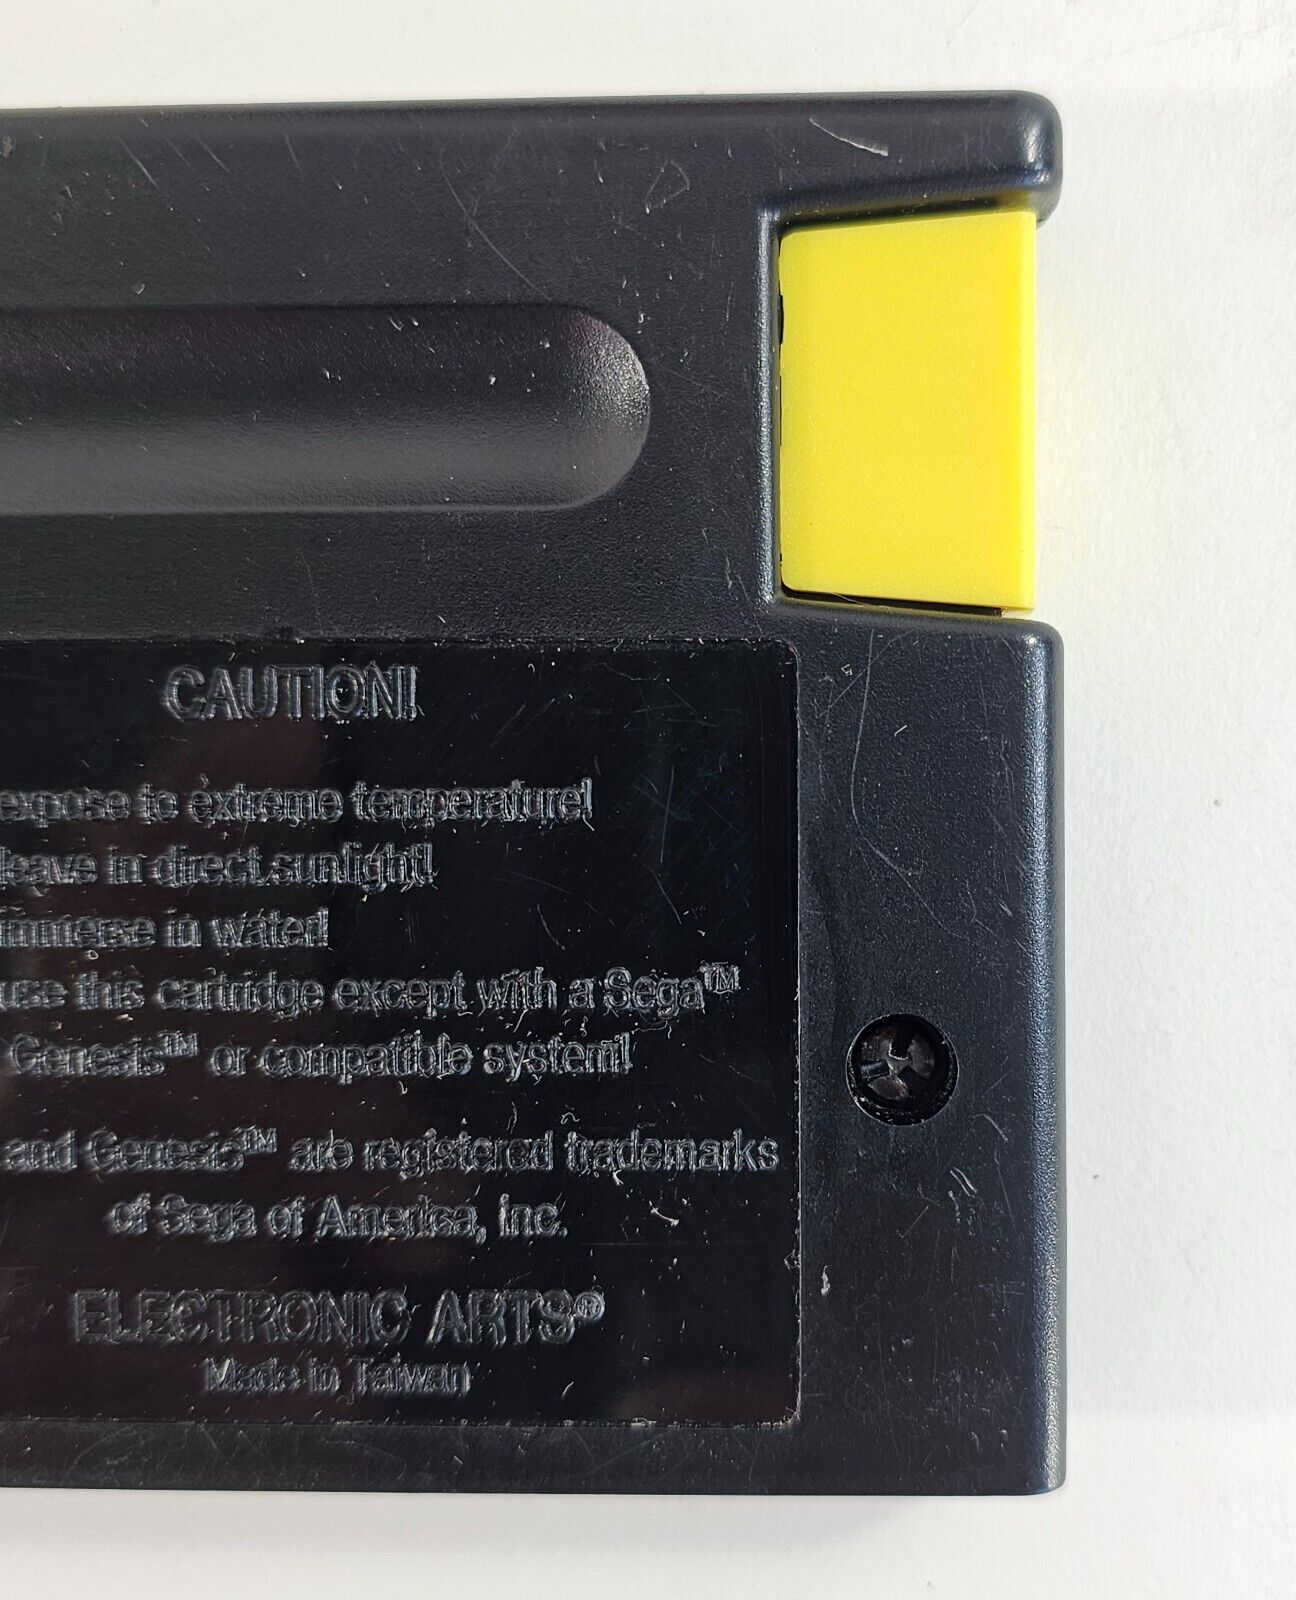 CAUTION!
expose to extreme temperature!
leave in direct sunlight!
immerse in water!
use this cartridge except with a Sega™
Genesis™ or compatible system!
and Genesis™ are registered trademarks
of Sega of America, Inc.
ELECTRONIC ARTS®
Made in Taiwan